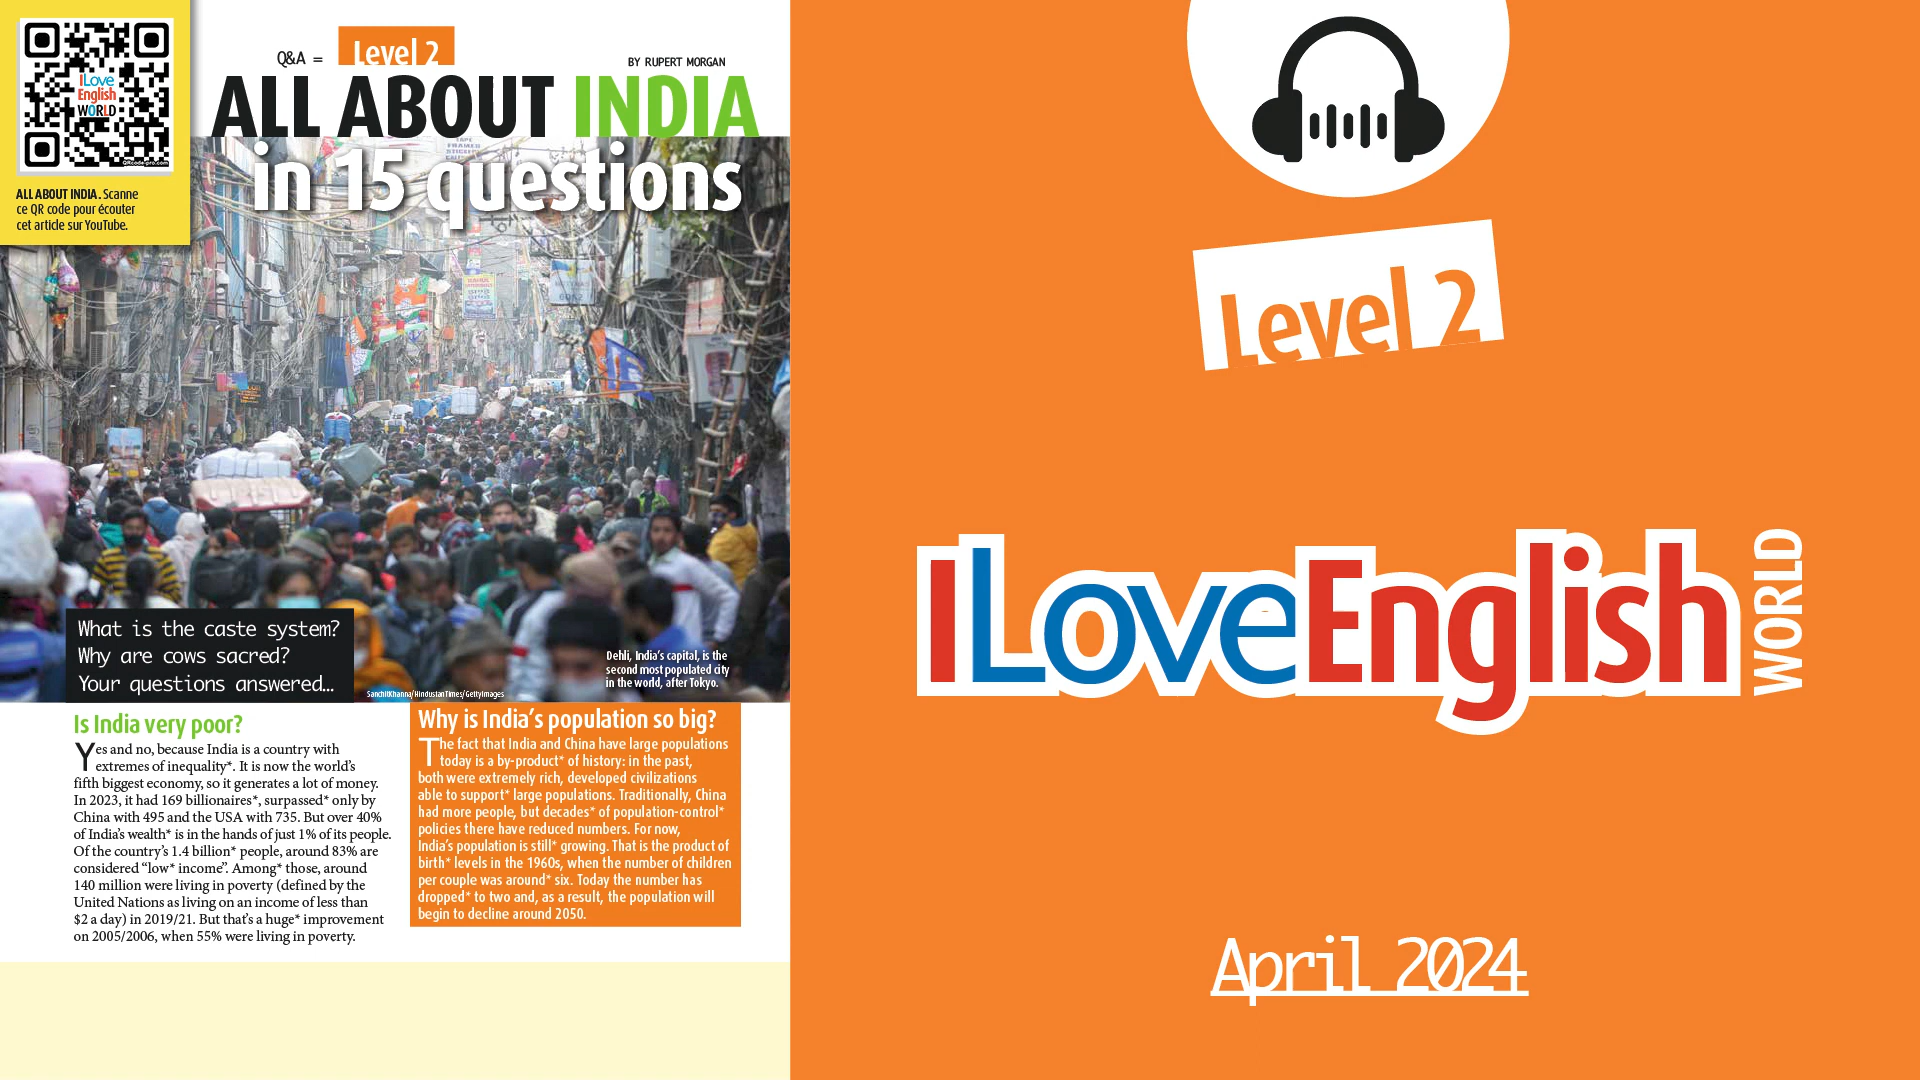 ILove
English
WORLD
QRcode-pro.com
ALL ABOUT INDIA. Scanne
ce QR code pour écouter
cet article sur YouTube.
Q&A = Level 2
BY RUPERT MORGAN
ALL ABOUT INDIA
in 15 questions
What is the caste system?
Why are cows sacred?
Your questions answered...
SanchitKhanna/HindustanTimes/GettyImages
Dehli, India's capital, is the
second most populated city
in the world, after Tokyo.
Is India very poor?
Yes and no, because India is a country with
extremes of inequality*. It is now the world's
fifth biggest economy, so it generates a lot of money.
In 2023, it had 169 billionaires*, surpassed* only by
China with 495 and the USA with 735. But over 40%
of India's wealth* is in the hands of just 1% of its people.
Of the country's 1.4 billion* people, around 83% are
considered “low* income”. Among* those, around
140 million were living in poverty (defined by the
United Nations as living on an income of less than
$2 a day) in 2019/21. But that's a huge* improvement
on 2005/2006, when 55% were living in poverty.
Why is India's population so big?
The fact that India and China have large populations
today is a by-product* of history: in the past,
both were extremely rich, developed civilizations
able to support* large populations. Traditionally, China
had more people, but decades* of population-control*
policies there have reduced numbers. For now,
India's population is still* growing. That is the product of
birth* levels in the 1960s, when the number of children
per couple was around* six. Today the number has
dropped* to two and, as a result, the population will
begin to decline around 2050.
Level 2
ILoveEnglish
WORLD
April 2024